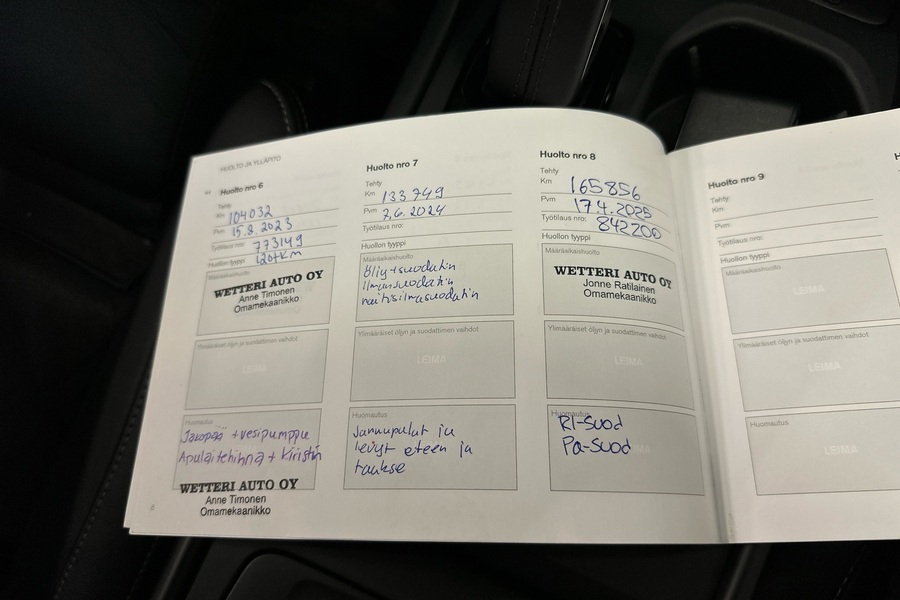 HUOLTO JA YLLÄPITO
Huolto nro 6
Tehty
Km 104032
Pvm 15.8.2023
Työtilaus nro: 773149
Huollon tyyppi 120tkm
Määräaikaishuolto
WETTERI AUTO OY
Anne Timonen
Omamekaanikko
Ylimääräiset öljyn ja suodattimen vaihdot
LEIMA
Huomautus
Jakopää + vesipumppu
Apulaitehihna + Kiristin
WETTERI AUTO OY
Anne Timonen
Omamekaanikko
6
Huolto nro 7
Tehty
Km 133749
Pvm 2.6.2024
Työtilaus nro:
Huollon tyyppi
Määräaikaishuolto
Öljy+suodatin
ilmansuodatin
raitisilmasuodatin
Ylimääräiset öljyn ja suodattimen vaihdot
LEIMA
Huomautus
Jarrupalat ja
levyt eteen ja
taakse
Huolto nro 8
Tehty
Km 165856
Pvm 17.4.2025
Työtilaus nro: 842200
Huollon tyyppi
Määräaikaishuolto
WETTERI AUTO OY
Jonne Ratilainen
Omamekaanikko
Ylimääräiset öljyn ja suodattimen vaihdot
LEIMA
Huomautus
RI-Suod
Pa-Suod
Huolto nro 9
Tehty
Km
Pvm
Työtilaus nro:
Huollon tyyppi
Määräaikaishuolto
LEIMA
Ylimääräiset öljyn ja suodattimen vaihdot
LEIMA
Huomautus
LEIMA